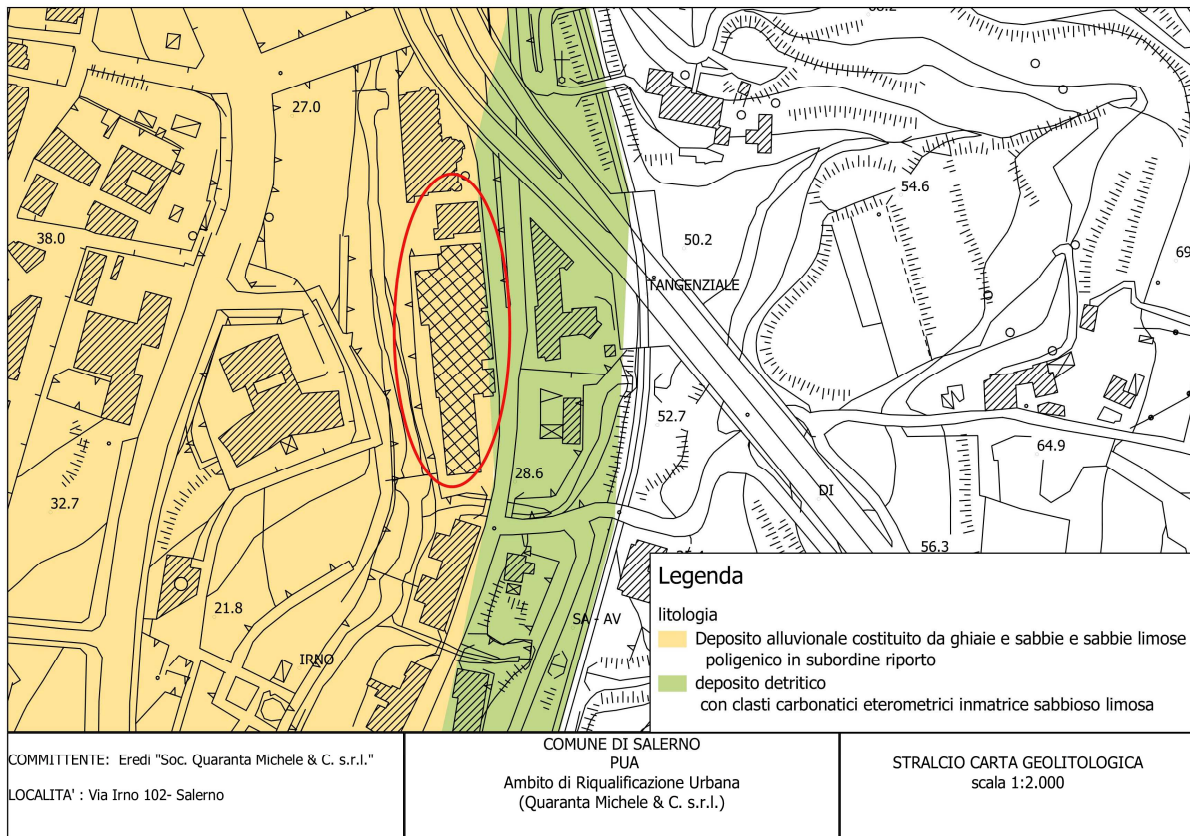 68.2
27.0
54.6
38.0
50.2
69
TANGENZIALE
52.7
28.6
64.9
32.7
DI
56.3
21.8
SA - AV
IRNO
Legenda
litologia
Deposito alluvionale costituito da ghiaie e sabbie e sabbie limose
poligenico in subordine riporto
deposito detritico
con clasti carbonatici eterometrici inmatrice sabbioso limosa
COMMITTENTE: Eredi "Soc. Quaranta Michele & C. s.r.l."
LOCALITA' : Via Irno 102- Salerno
COMUNE DI SALERNO
PUA
Ambito di Riqualificazione Urbana
(Quaranta Michele & C. s.r.l.)
STRALCIO CARTA GEOLITOLOGICA
scala 1:2.000